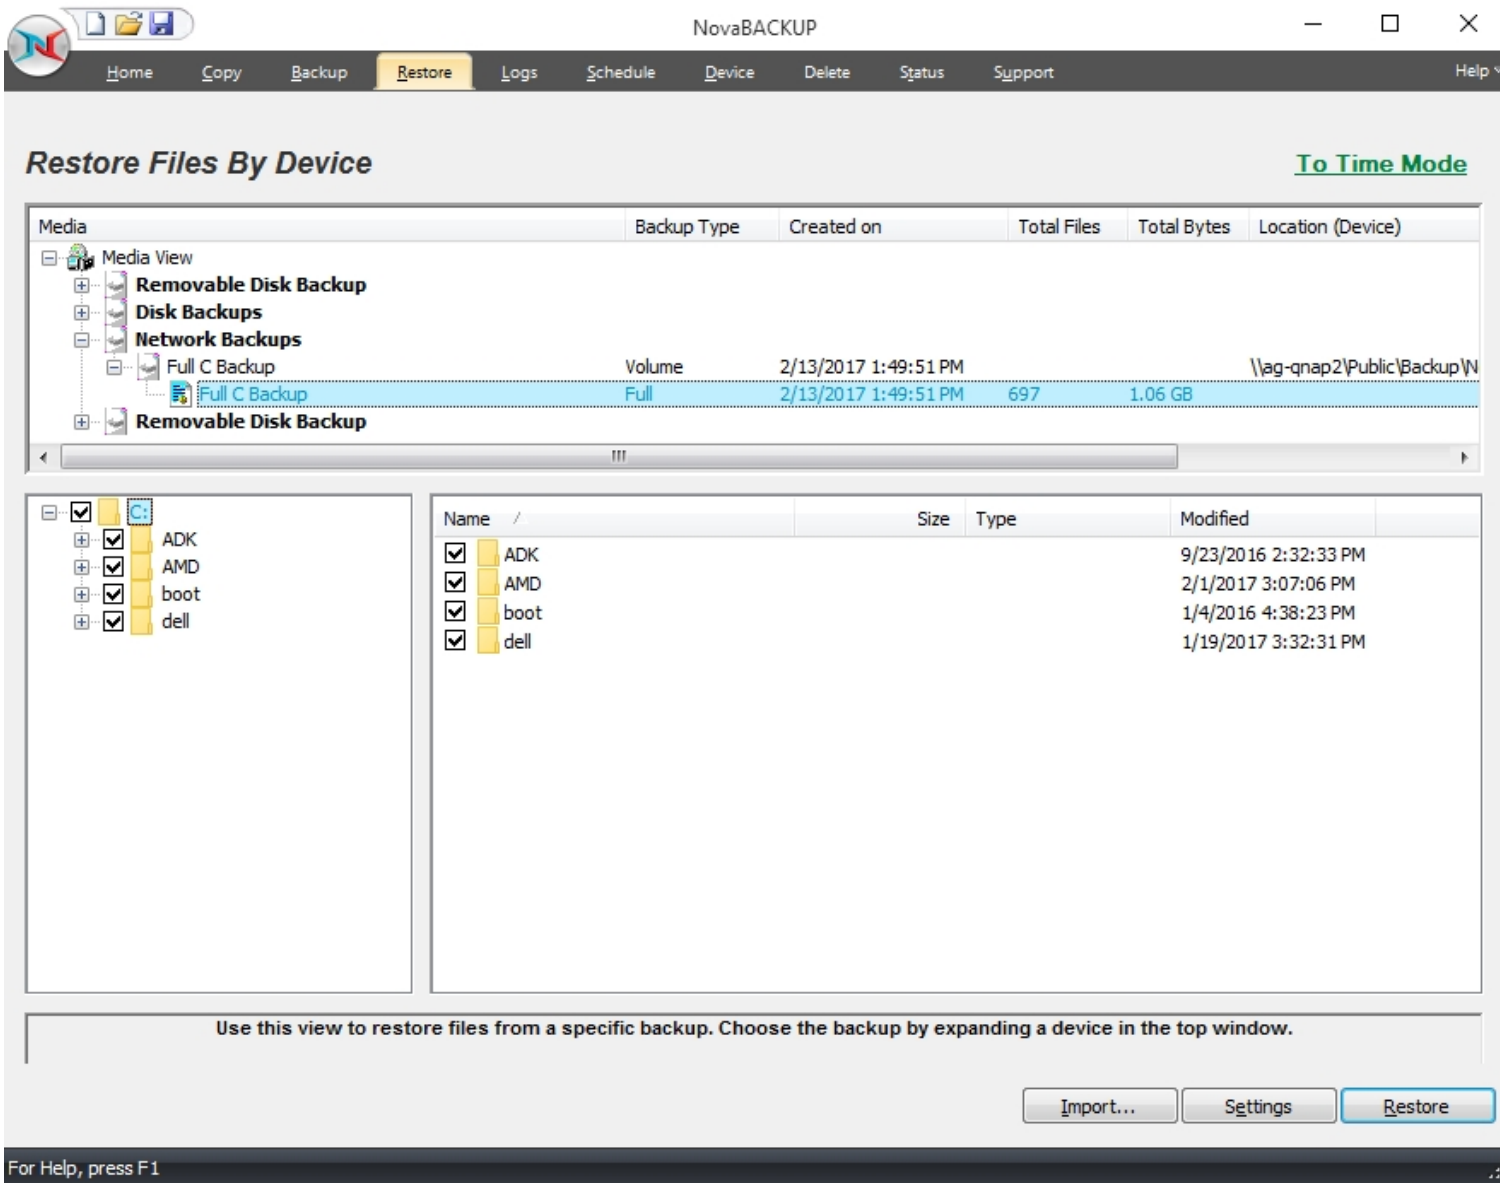 NovaBACKUP
Home Copy Backup Restore Logs Schedule Device Delete Status Support Help
Restore Files By Device To Time Mode
Media Backup Type Created on Total Files Total Bytes Location (Device)
Media View
Removable Disk Backup
Disk Backups
Network Backups
Full C Backup Volume 2/13/2017 1:49:51 PM \\ag-qnap2\Public\Backup\N
Full C Backup Full 2/13/2017 1:49:51 PM 697 1.06 GB
Removable Disk Backup
C:
ADK
AMD
boot
dell
Name Size Type Modified
ADK 9/23/2016 2:32:33 PM
AMD 2/1/2017 3:07:06 PM
boot 1/4/2016 4:38:23 PM
dell 1/19/2017 3:32:31 PM
Use this view to restore files from a specific backup. Choose the backup by expanding a device in the top window.
Import... Settings Restore
For Help, press F1